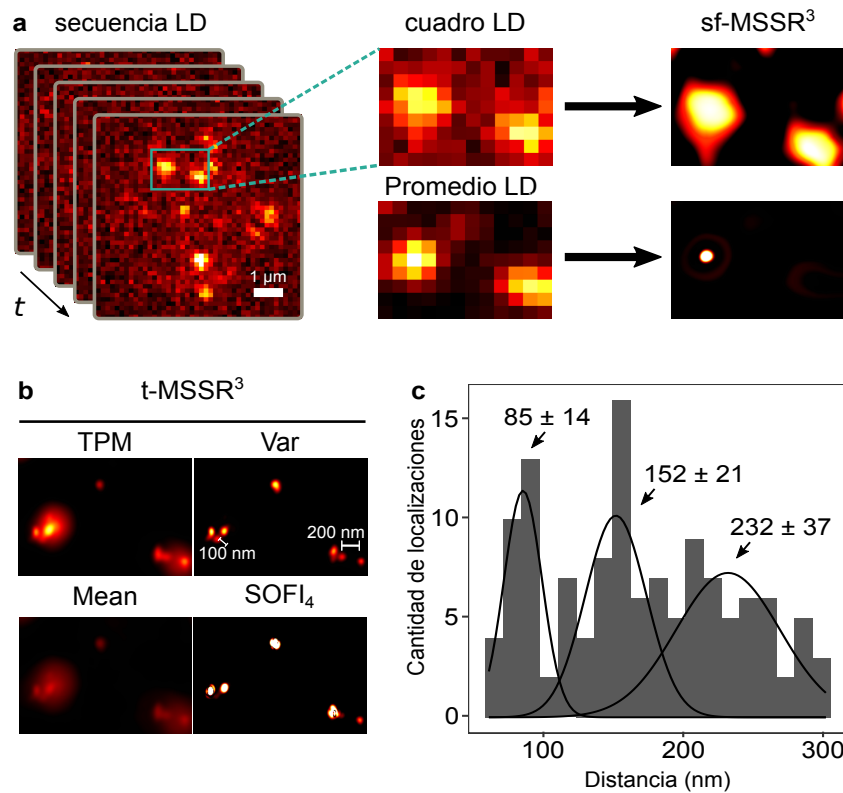 a secuencia LD
cuadro LD
sf-MSSR³
Promedio LD
1 µm
t
b
t-MSSR³
TPM
Var
100 nm
200 nm
Mean
SOFI₄
c
Cantidad de localizaciones
15
10
5
0
85 ± 14
152 ± 21
232 ± 37
100
200
300
Distancia (nm)